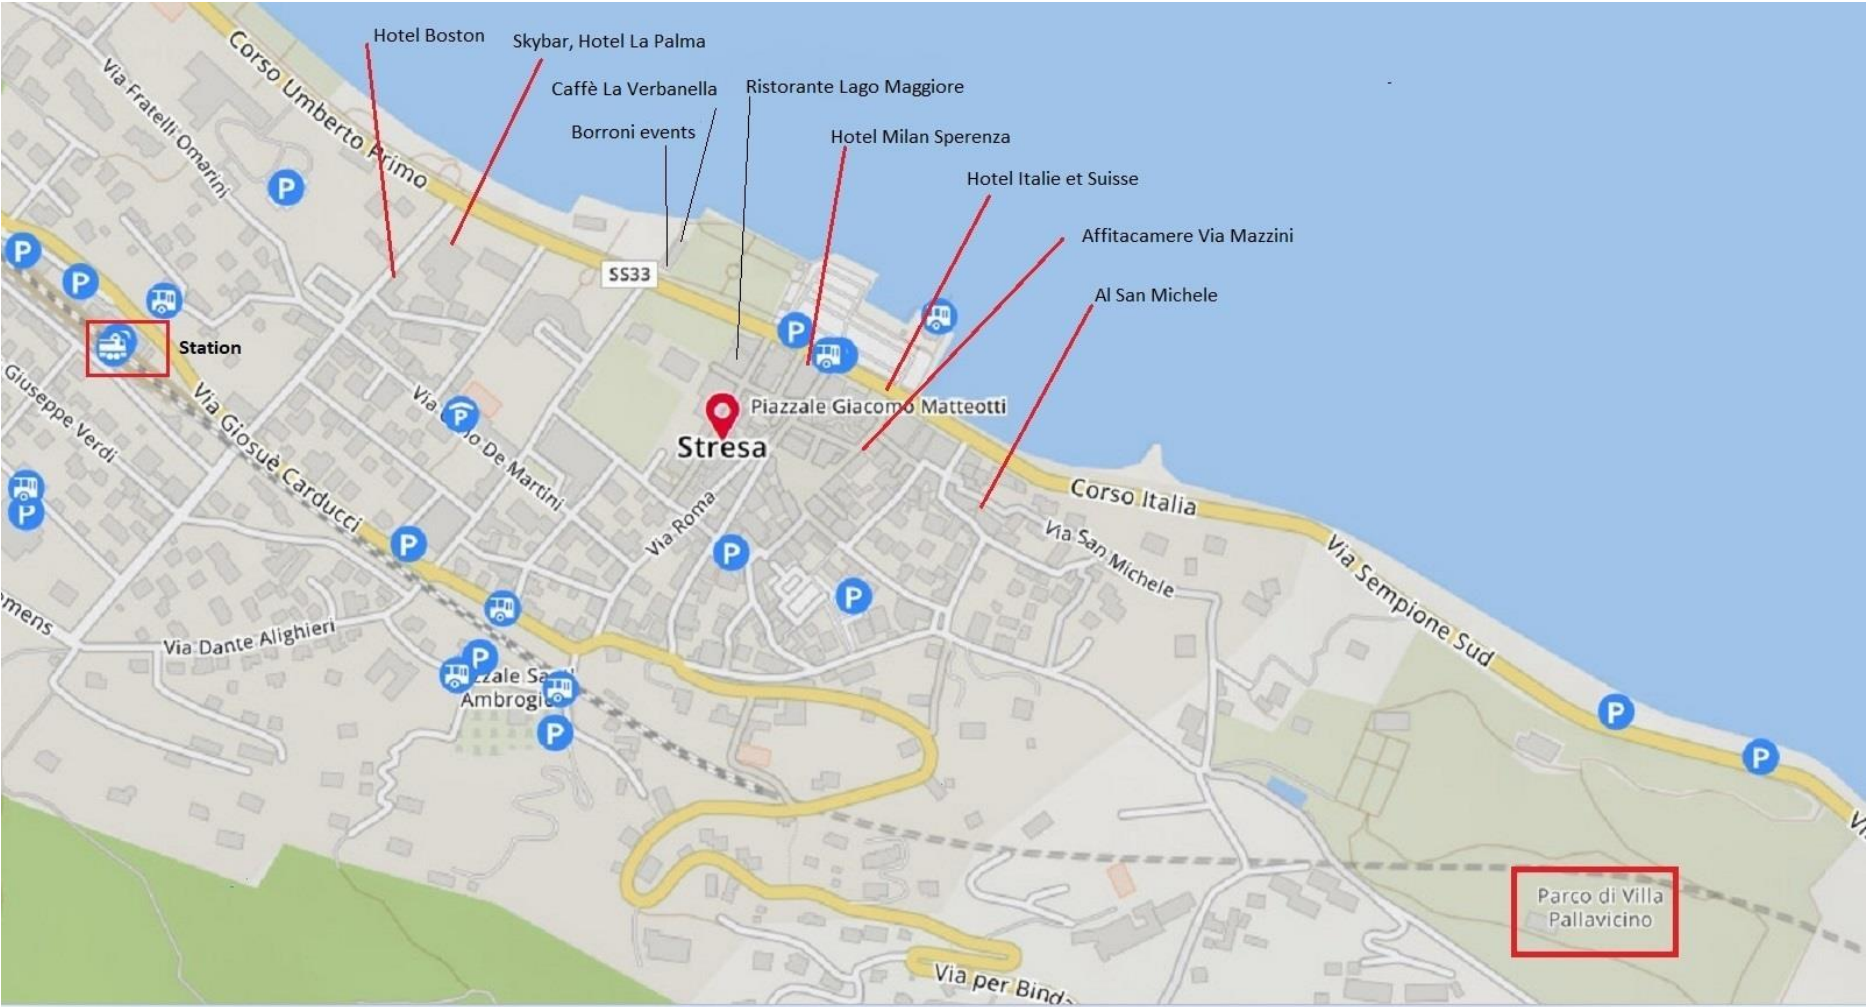 Hotel Boston
Skybar, Hotel La Palma
Caffè La Verbanella
Ristorante Lago Maggiore
Borroni events
Hotel Milan Sperenza
Hotel Italie et Suisse
Affitacamere Via Mazzini
Al San Michele
Corso Umberto Primo
Via Fratelli Omarini
P
P
P
SS33
Station
P
Piazzale Giacomo Matteotti
Stresa
Via
P
De Martini
Giuseppe Verdi
Via Giosuè Carducci
P
Via Roma
P
P
P
Corso Italia
Via San Michele
Via Sempione Sud
Via Dante Alighieri
P
Ambrogio
P
P
P
Parco di Villa
Pallavicino
Via per Binda